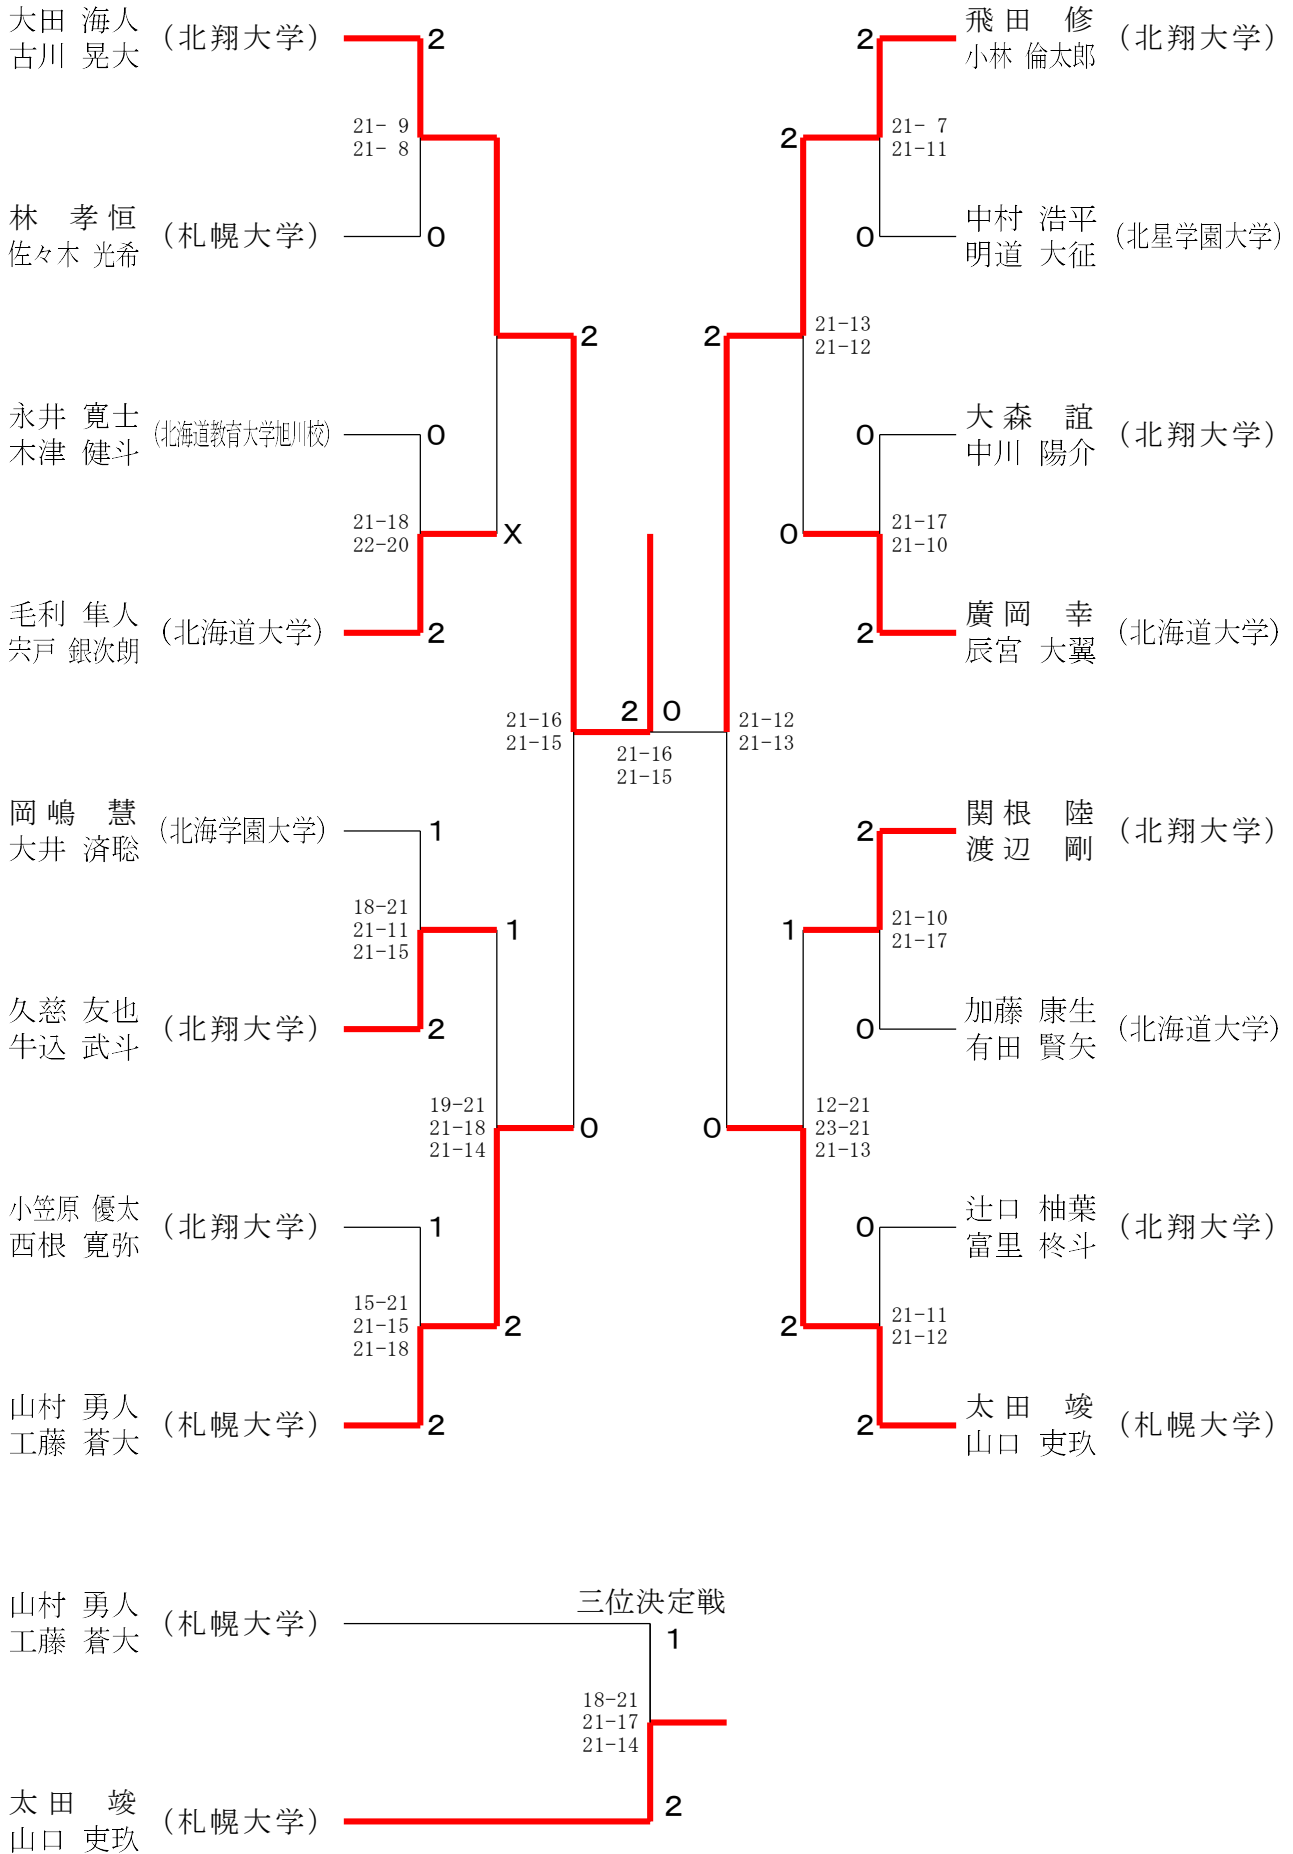 大田 海人
古川 晃大
(北翔大学)
2
21- 9
21- 8
林 孝恒
佐々木 光希
(札幌大学)
0
2
永井 寛士
木津 健斗
(北海道教育大学旭川校)
0
21-18
22-20
X
毛利 隼人
宍戸 銀次朗
(北海道大学)
2
21-16
21-15
岡嶋 慧
大井 済聡
(北海学園大学)
1
18-21
21-11
21-15
1
久慈 友也
牛込 武斗
(北翔大学)
2
19-21
21-18
21-14
0
小笠原 優太
西根 寛弥
(北翔大学)
1
15-21
21-15
21-18
2
山村 勇人
工藤 蒼大
(札幌大学)
2
2 0
21-16
21-15
2
飛田 修
小林 倫太郎
(北翔大学)
2
21- 7
21-11
0
中村 浩平
明道 大征
(北星学園大学)
2
21-13
21-12
0
大森 誼
中川 陽介
(北翔大学)
0
21-17
21-10
2
廣岡 幸
辰宮 大翼
(北海道大学)
21-12
21-13
2
関根 陸
渡辺 剛
(北翔大学)
1
21-10
21-17
0
加藤 康生
有田 賢矢
(北海道大学)
0
12-21
23-21
21-13
0
辻口 柚葉
富里 柊斗
(北翔大学)
2
21-11
21-12
2
太田 竣
山口 吏玖
(札幌大学)
三位決定戦
山村 勇人
工藤 蒼大
(札幌大学)
1
18-21
21-17
21-14
太田 竣
山口 吏玖
(札幌大学)
2